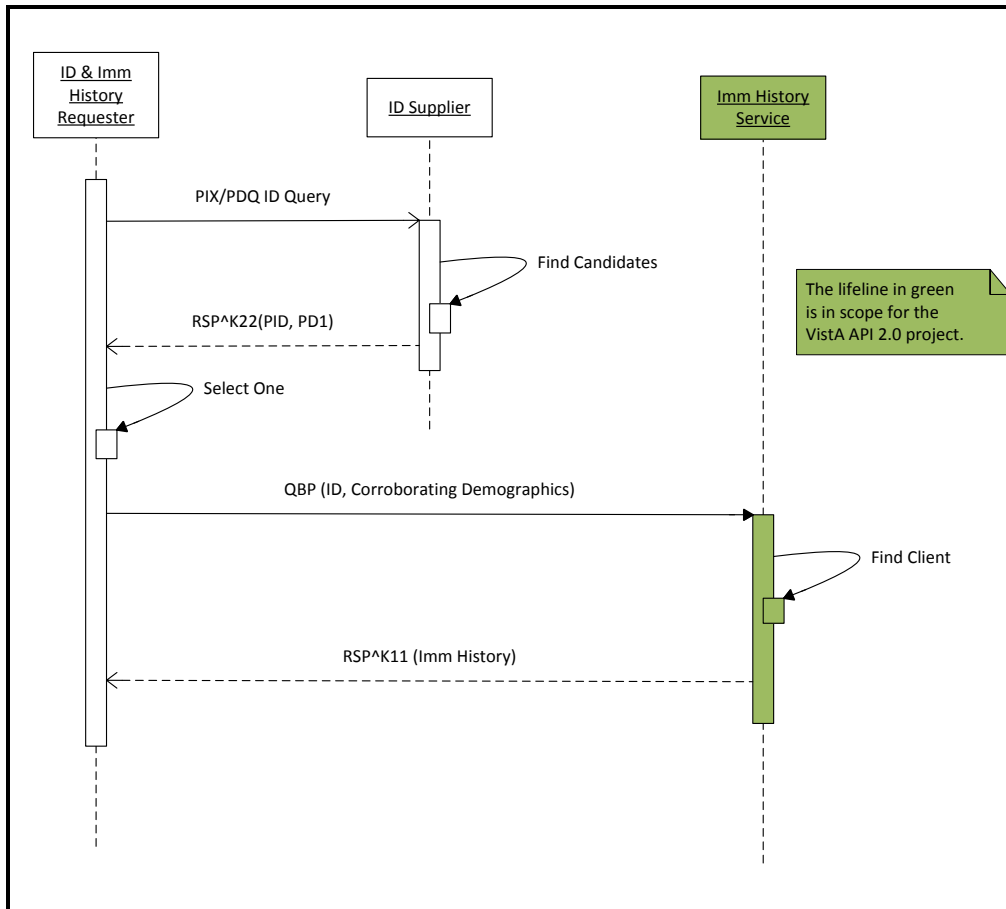 ID & Imm
History
Requester
ID Supplier
Imm History
Service
PIX/PDQ ID Query
Find Candidates
The lifeline in green
is in scope for the
VistA API 2.0 project.
RSP^K22(PID, PD1)
Select One
QBP (ID, Corroborating Demographics)
Find Client
RSP^K11 (Imm History)